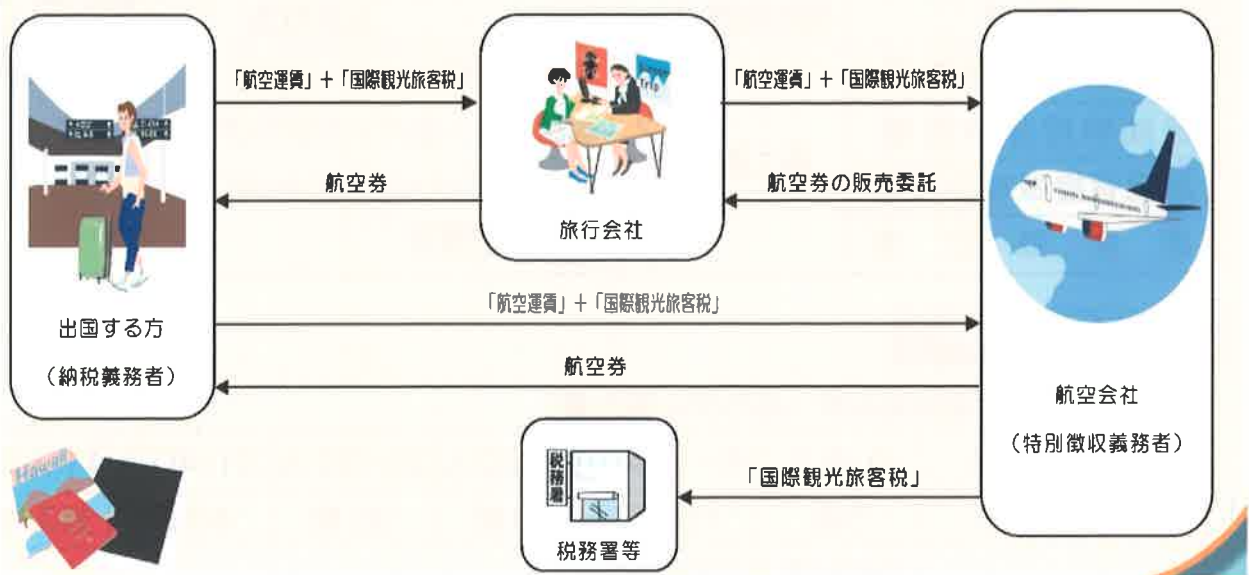 「航空運賃」＋「国際観光旅客税」
「航空運賃」＋「国際観光旅客税」
航空券
航空券の販売委託
旅行会社
「航空運賃」＋「国際観光旅客税」
出国する方
（納税義務者）
航空券
航空会社
（特別徴収義務者）
税務署
「国際観光旅客税」
税務署等
Hawaii
Trip